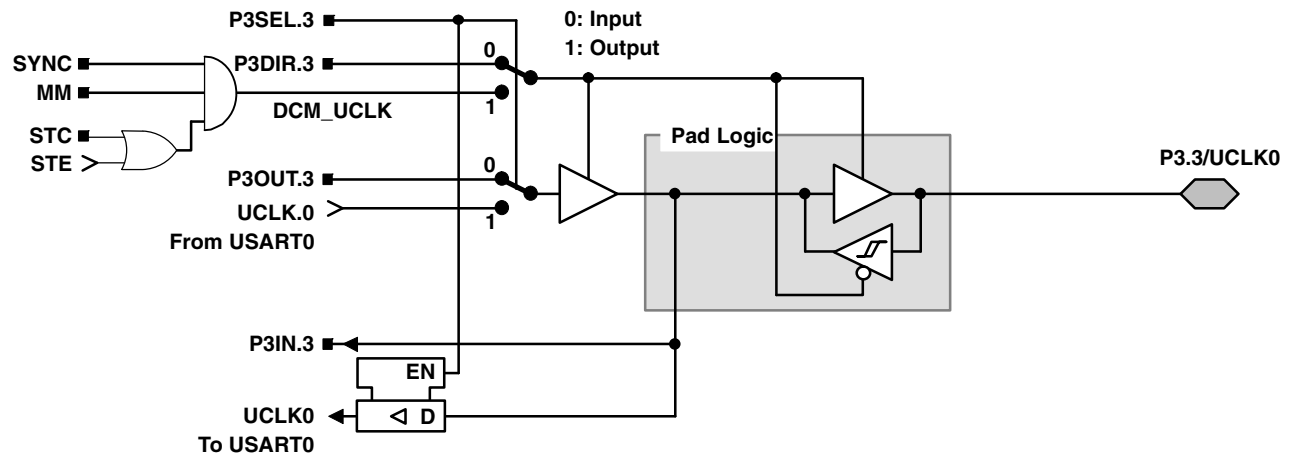 P3SEL.3
0: Input
1: Output
SYNC
P3DIR.3
0
MM
DCM_UCLK
1
STC
STE
Pad Logic
P3OUT.3
0
P3.3/UCLK0
UCLK.0
1
From USART0
P3IN.3
EN
UCLK0
D
To USART0